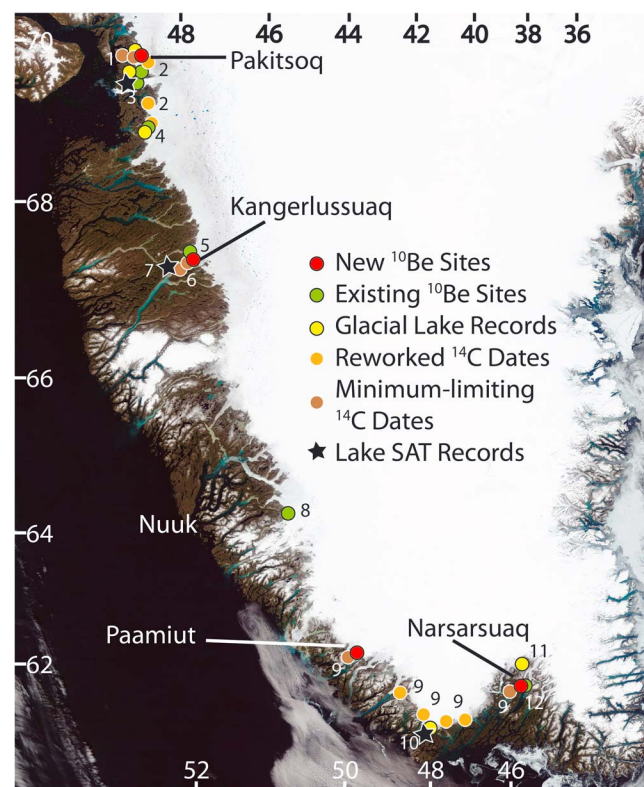 70
48
44
42
40
38
36
1
Pakitsoq
2
3
2
4
68
Kangerlussuaq
5
7
6
New ¹⁰Be Sites
Existing ¹⁰Be Sites
Glacial Lake Records
Reworked ¹⁴C Dates
Minimum-limiting
¹⁴C Dates
Lake SAT Records
66
8
Nuuk
64
Paamiut
Narsarsuaq
11
62
9
9
9
9
9
12
10
52
50
48
46